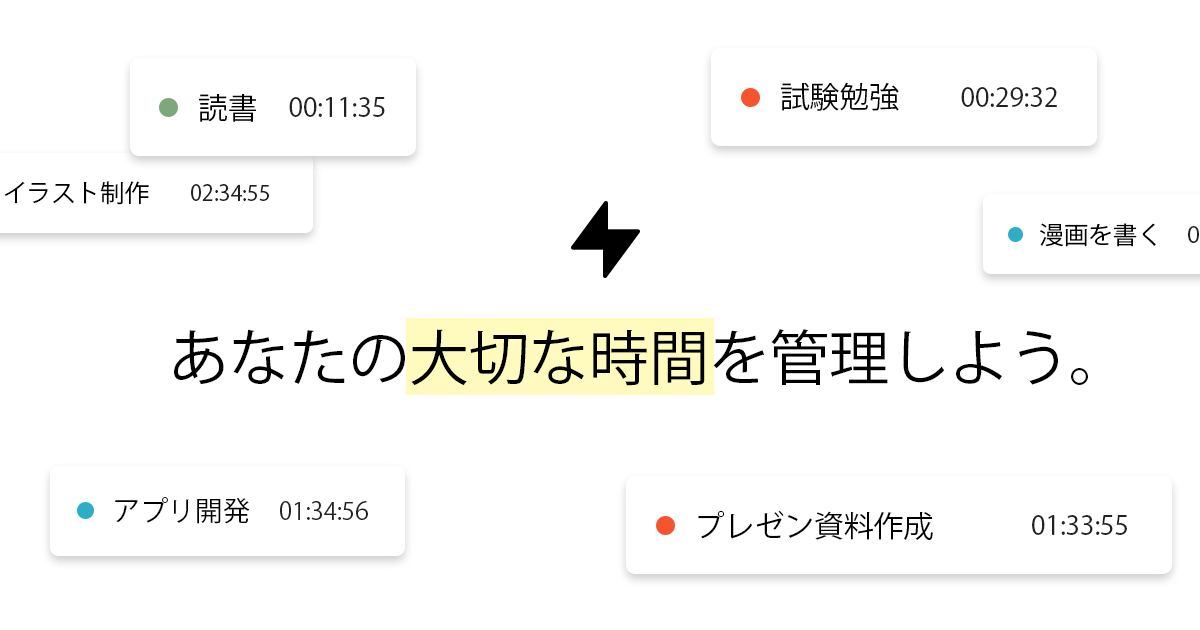 読書 00:11:35
試験勉強 00:29:32
イラスト制作 02:34:55
漫画を書く 0
あなたの大切な時間を管理しよう。
アプリ開発 01:34:56
プレゼン資料作成 01:33:55